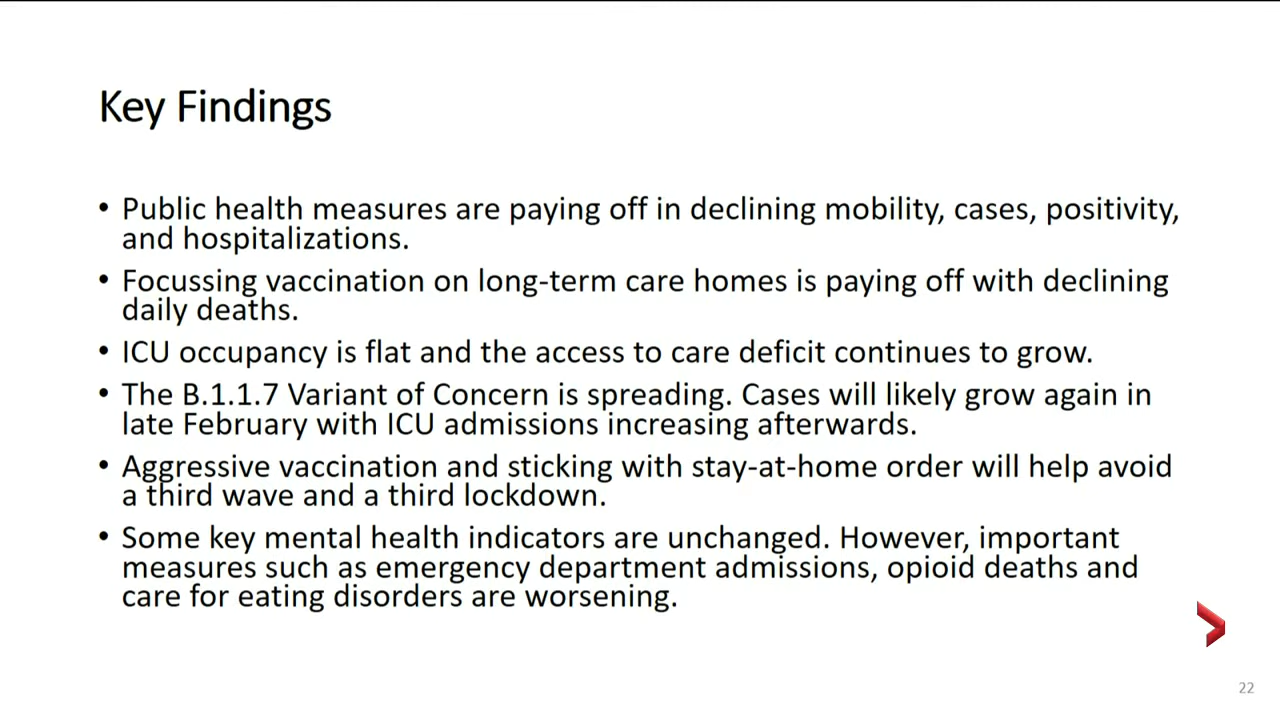 Key Findings
• Public health measures are paying off in declining mobility, cases, positivity,
and hospitalizations.
• Focussing vaccination on long-term care homes is paying off with declining
daily deaths.
• ICU occupancy is flat and the access to care deficit continues to grow.
• The B.1.1.7 Variant of Concern is spreading. Cases will likely grow again in
late February with ICU admissions increasing afterwards.
• Aggressive vaccination and sticking with stay-at-home order will help avoid
a third wave and a third lockdown.
• Some key mental health indicators are unchanged. However, important
measures such as emergency department admissions, opioid deaths and
care for eating disorders are worsening.
22